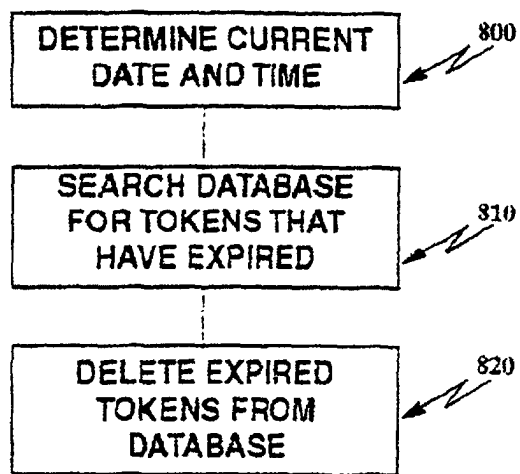 DETERMINE CURRENT
DATE AND TIME
800
SEARCH DATABASE
FOR TOKENS THAT
HAVE EXPIRED
810
DELETE EXPIRED
TOKENS FROM
DATABASE
820